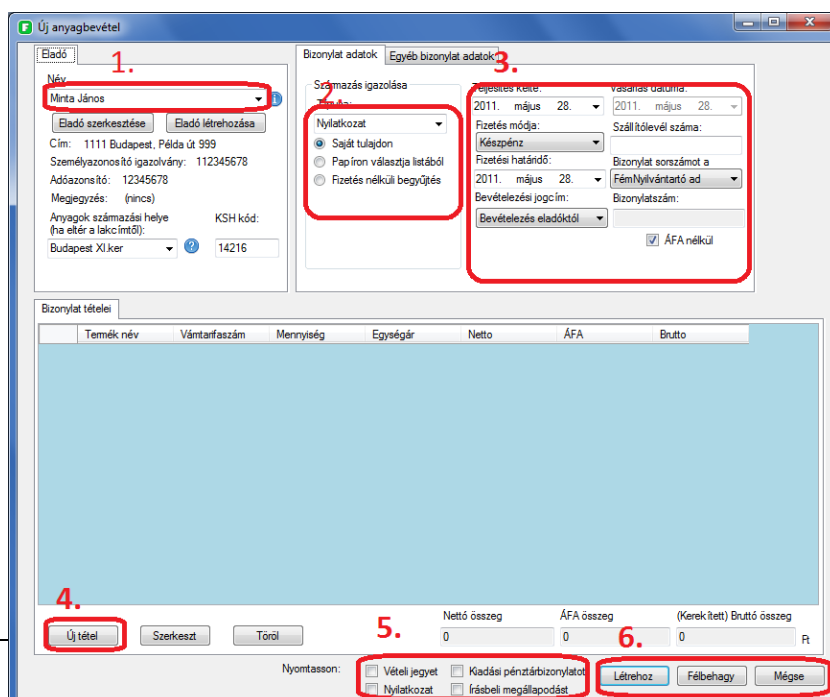 Új anyagbevétel
Eladó
1.
Név
Minta János
Eladó szerkesztése
Eladó létrehozása
Cím: 1111 Budapest, Példa út 999
Személyazonosító igazolvány: 112345678
Adóazonsító: 12345678
Megjegyzés: (nincs)
Anyagok származási helye
(ha eltér a lakcímtől):
KSH kód:
Budapest XI.ker
14216
Bizonylat adatok
Egyéb bizonylat adatok
2.
Származás igazolása
Nyilatkozat
Saját tulajdon
Papíron választja listából
Fizetés nélküli begyűjtés
3.
Teljesítés kelte:
Vásárlás dátuma:
2011. május 28.
2011. május 28.
Fizetés módja:
Szállítólevél száma:
Készpénz
Fizetési határidő:
Bizonylat sorszámot a
2011. május 28.
FémNyilvántartó ad
Bevételezési jogcím:
Bizonylatszám:
Bevételezés eladóktól
ÁFA nélkül
Bizonylat tételei
Termék név Vámtarifaszám Mennyiség Egységár Netto ÁFA Brutto
4.
Új tétel
Szerkeszt
Töröl
Nettó összeg
ÁFA összeg
(Kerekített) Bruttó összeg
0
0
0
Ft
5.
Nyomtasson:
Vételi jegyet
Kiadási pénztárbizonylatot
Nyilatkozat
Írásbeli megállapodást
6.
Létrehoz
Félbehagy
Mégse